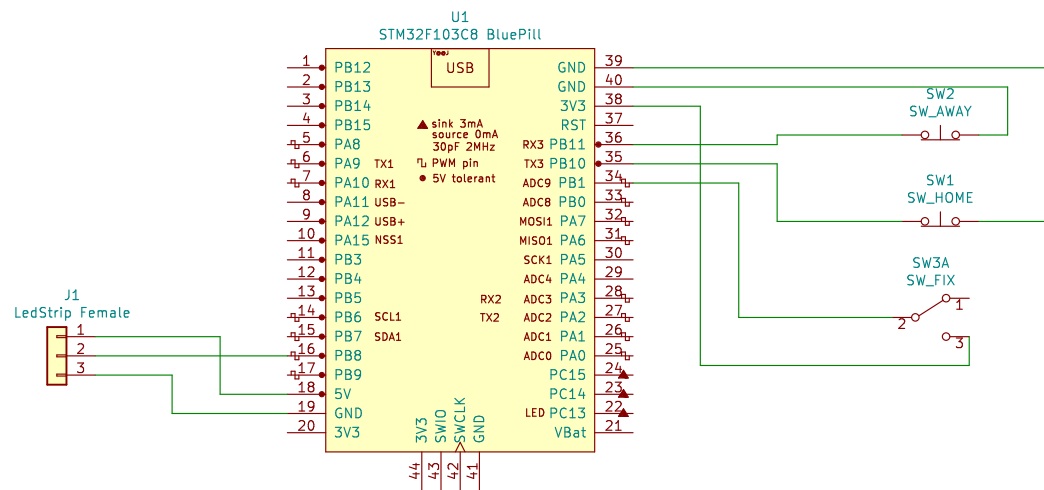 U1
STM32F103C8 BluePill
USB
sink 3mA
source 0mA
30pF 2MHz
PWM pin
5V tolerant
1 PB12
2 PB13
3 PB14
4 PB15
5 PA8
6 PA9 TX1
7 PA10 RX1
8 PA11 USB-
9 PA12 USB+
10 PA15 NSS1
11 PB3
12 PB4
13 PB5
14 PB6 SCL1
15 PB7 SDA1
16 PB8
17 PB9
18 5V
19 GND
20 3V3
GND 39
GND 40
3V3 38
RST 37
RX3 PB11 36
TX3 PB10 35
ADC9 PB1 34
ADC8 PB0 33
MOSI1 PA7 32
MISO1 PA6 31
SCK1 PA5 30
ADC4 PA4 29
RX2 ADC3 PA3 28
TX2 ADC2 PA2 27
ADC1 PA1 26
ADC0 PA0 25
PC15 24
PC14 23
LED PC13 22
VBat 21
3V3 44
SWIO 43
SWCLK 42
GND 41
J1
LedStrip Female
1
2
3
SW2
SW_AWAY
SW1
SW_HOME
SW3A
SW_FIX
1
2
3